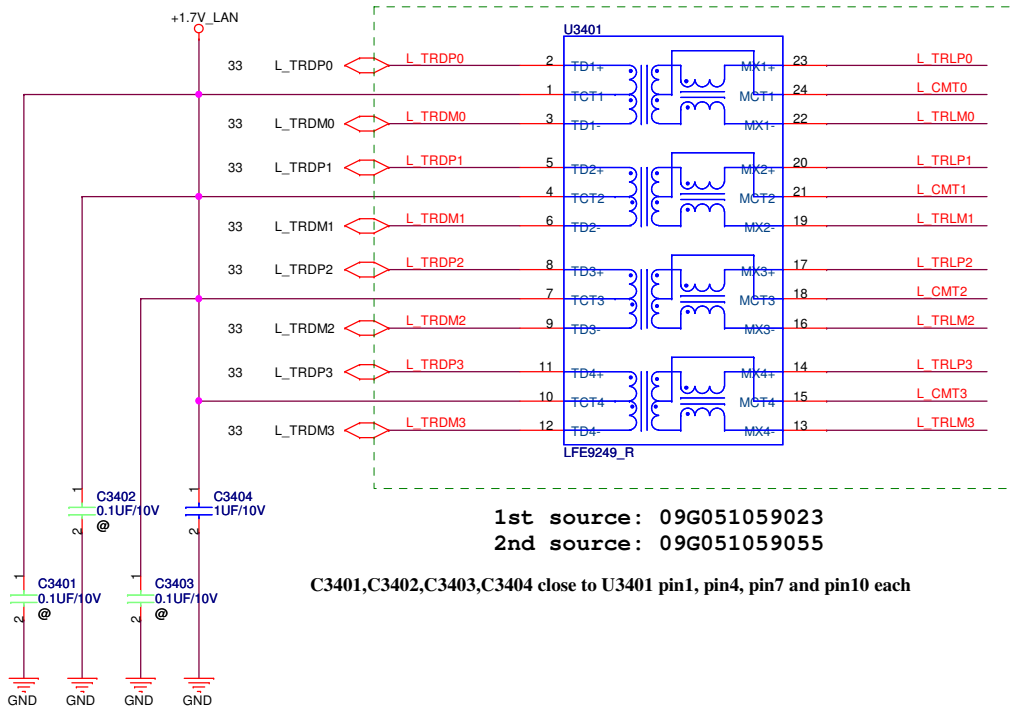 +1.7V_LAN
U3401
33 L_TRDP0 L_TRDP0 2 TD1+ MX1+ 23 L_TRLP0
1 TCT1 MCT1 24 L_CMT0
33 L_TRDM0 L_TRDM0 3 TD1- MX1- 22 L_TRLM0
33 L_TRDP1 L_TRDP1 5 TD2+ MX2+ 20 L_TRLP1
4 TCT2 MCT2 21 L_CMT1
33 L_TRDM1 L_TRDM1 6 TD2- MX2- 19 L_TRLM1
33 L_TRDP2 L_TRDP2 8 TD3+ MX3+ 17 L_TRLP2
7 TCT3 MCT3 18 L_CMT2
33 L_TRDM2 L_TRDM2 9 TD3- MX3- 16 L_TRLM2
33 L_TRDP3 L_TRDP3 11 TD4+ MX4+ 14 L_TRLP3
10 TCT4 MCT4 15 L_CMT3
33 L_TRDM3 L_TRDM3 12 TD4- MX4- 13 L_TRLM3
LFE9249_R
1 C3402 1 C3404
0.1UF/10V 1UF/10V
2 @ 2
1st source: 09G051059023
2nd source: 09G051059055
1 C3401 1 C3403
0.1UF/10V 0.1UF/10V
2 @ 2 @
C3401,C3402,C3403,C3404 close to U3401 pin1, pin4, pin7 and pin10 each
GND GND GND GND